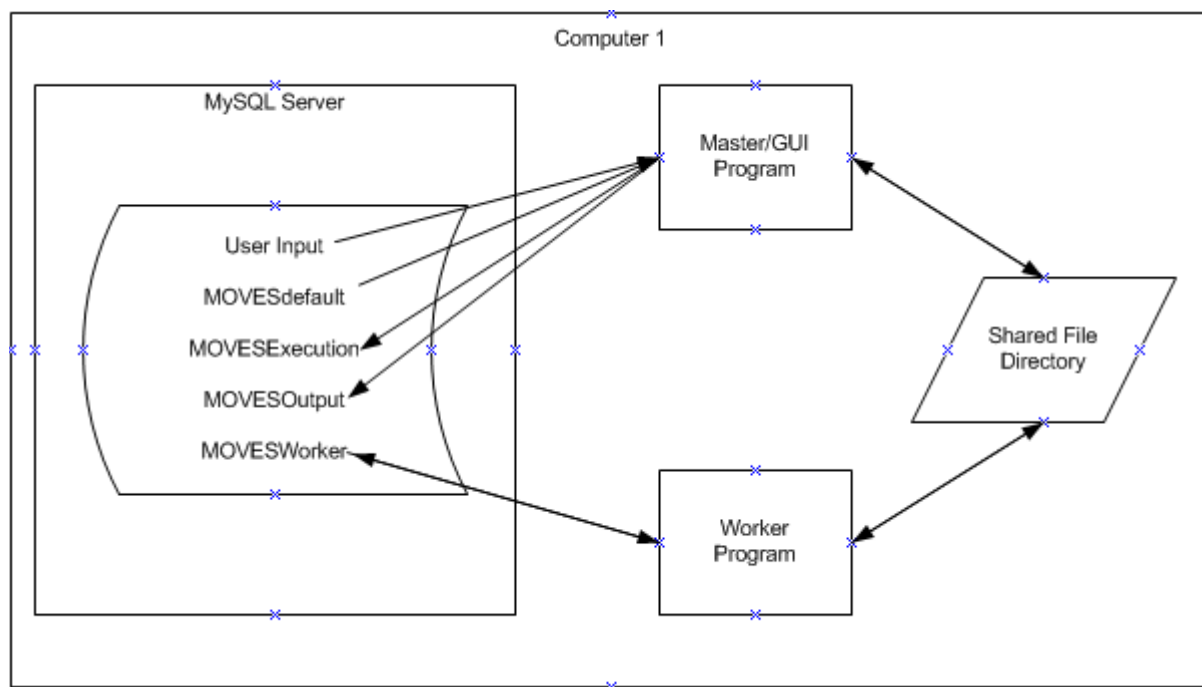 Computer 1
MySQL Server
User Input
MOVESdefault
MOVESExecution
MOVESOutput
MOVESWorker
Master/GUI
Program
Shared File
Directory
Worker
Program